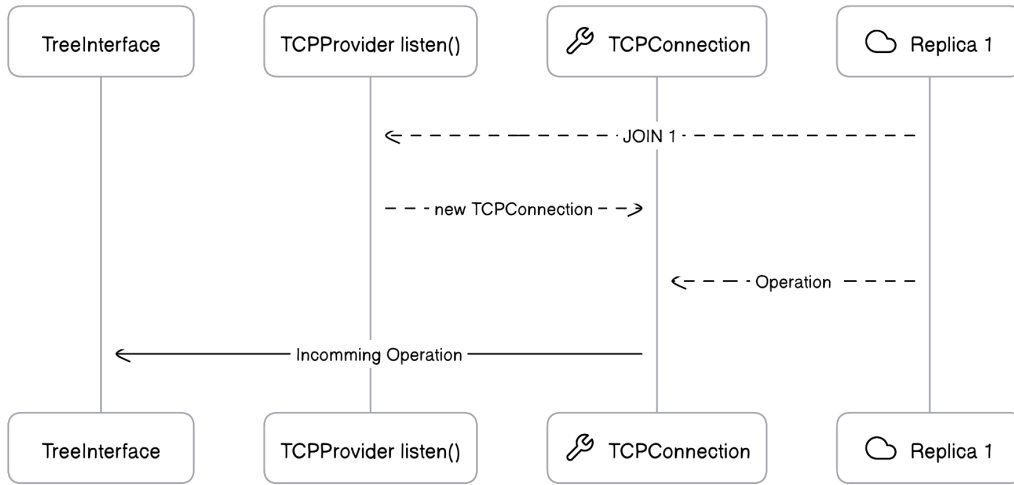 TreeInterface
TCPProvider listen()
TCPConnection
Replica 1
JOIN 1
new TCPConnection
Operation
Incomming Operation
TreeInterface
TCPProvider listen()
TCPConnection
Replica 1